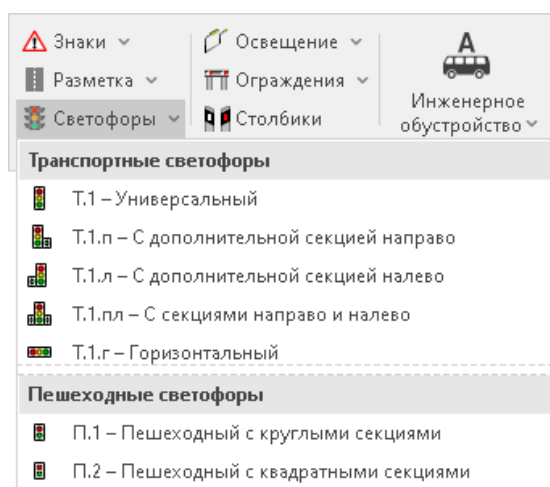 Знаки
Освещение
А
Разметка
Ограждения
Инженерное
обустройство
Светофоры
Столбики
Транспортные светофоры
Т.1 – Универсальный
Т.1.п – С дополнительной секцией направо
Т.1.л – С дополнительной секцией налево
Т.1.пл – С секциями направо и налево
Т.1.г – Горизонтальный
Пешеходные светофоры
П.1 – Пешеходный с круглыми секциями
П.2 – Пешеходный с квадратными секциями